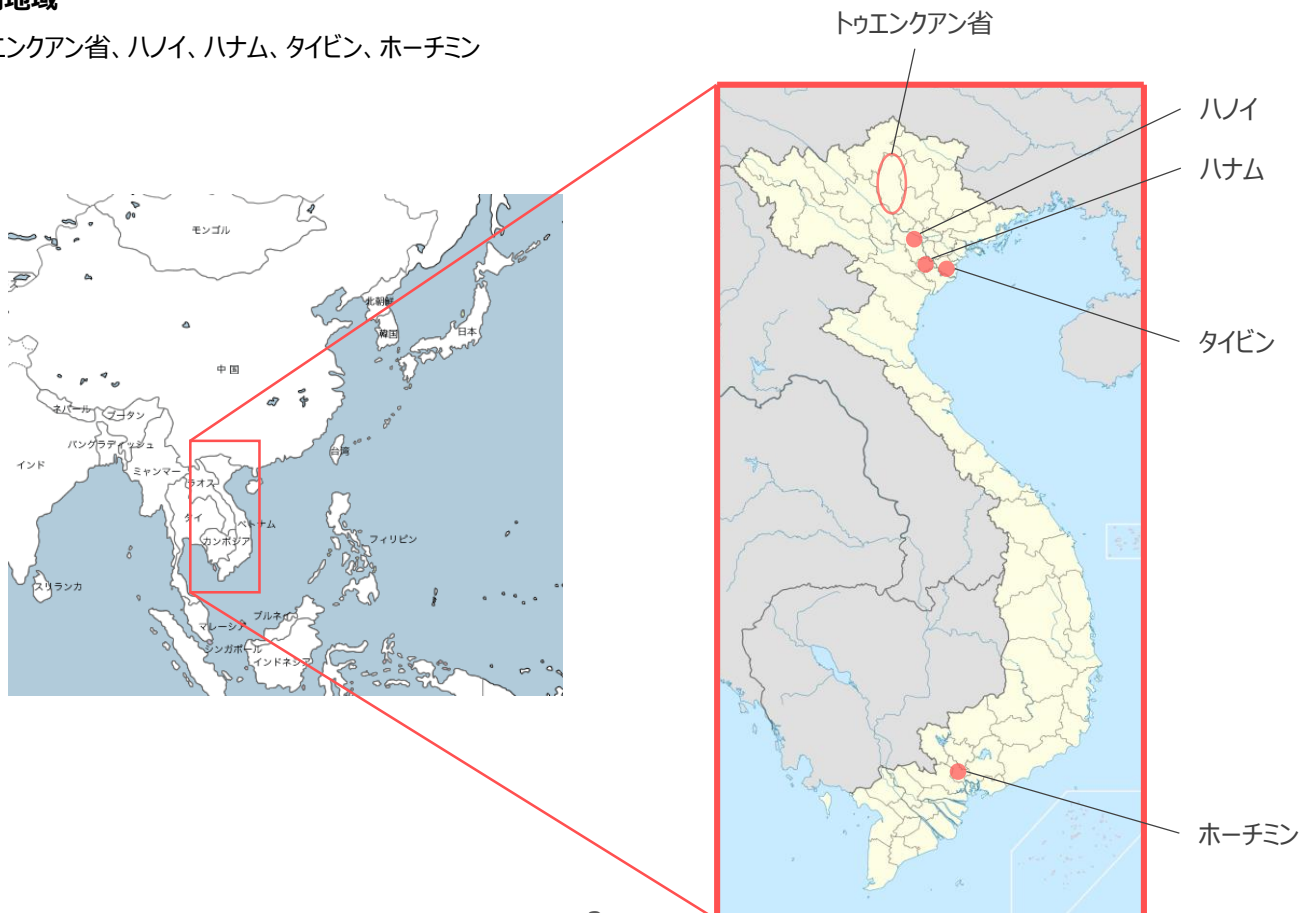 地域
エンクアン省、ハノイ、ハナム、タイビン、ホーチミン
トゥエンクアン省
ハノイ
ハナム
タイビン
ホーチミン
モンゴル
北朝鮮
韓国
日本
中国
ネパール
ブータン
バングラディッシュ
インド
ミャンマー
台湾
ラオス
タイ
ベトナム
カンボジア
フィリピン
スリランカ
ブルネイ
マレーシア
シンガポール
インドネシア